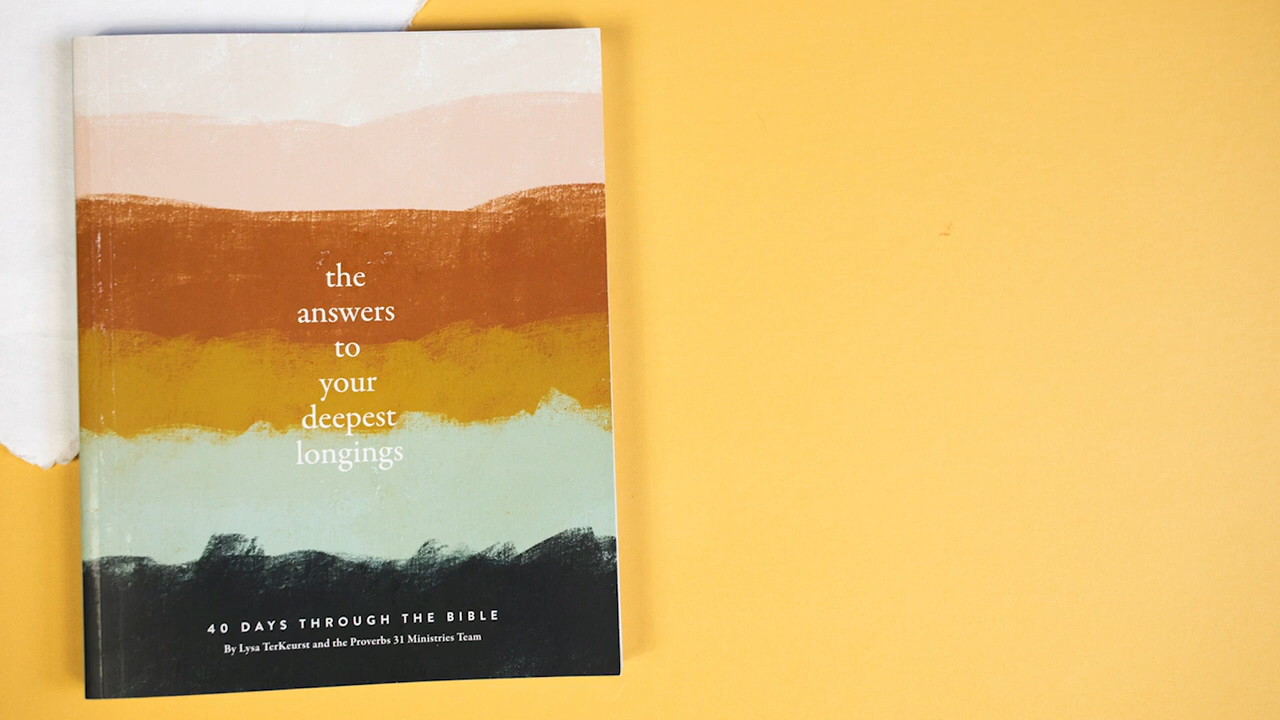 the
answers
to
your
deepest
longings
40 DAYS THROUGH THE BIBLE
By Lysa TerKeurst and the Proverbs 31 Ministries Team